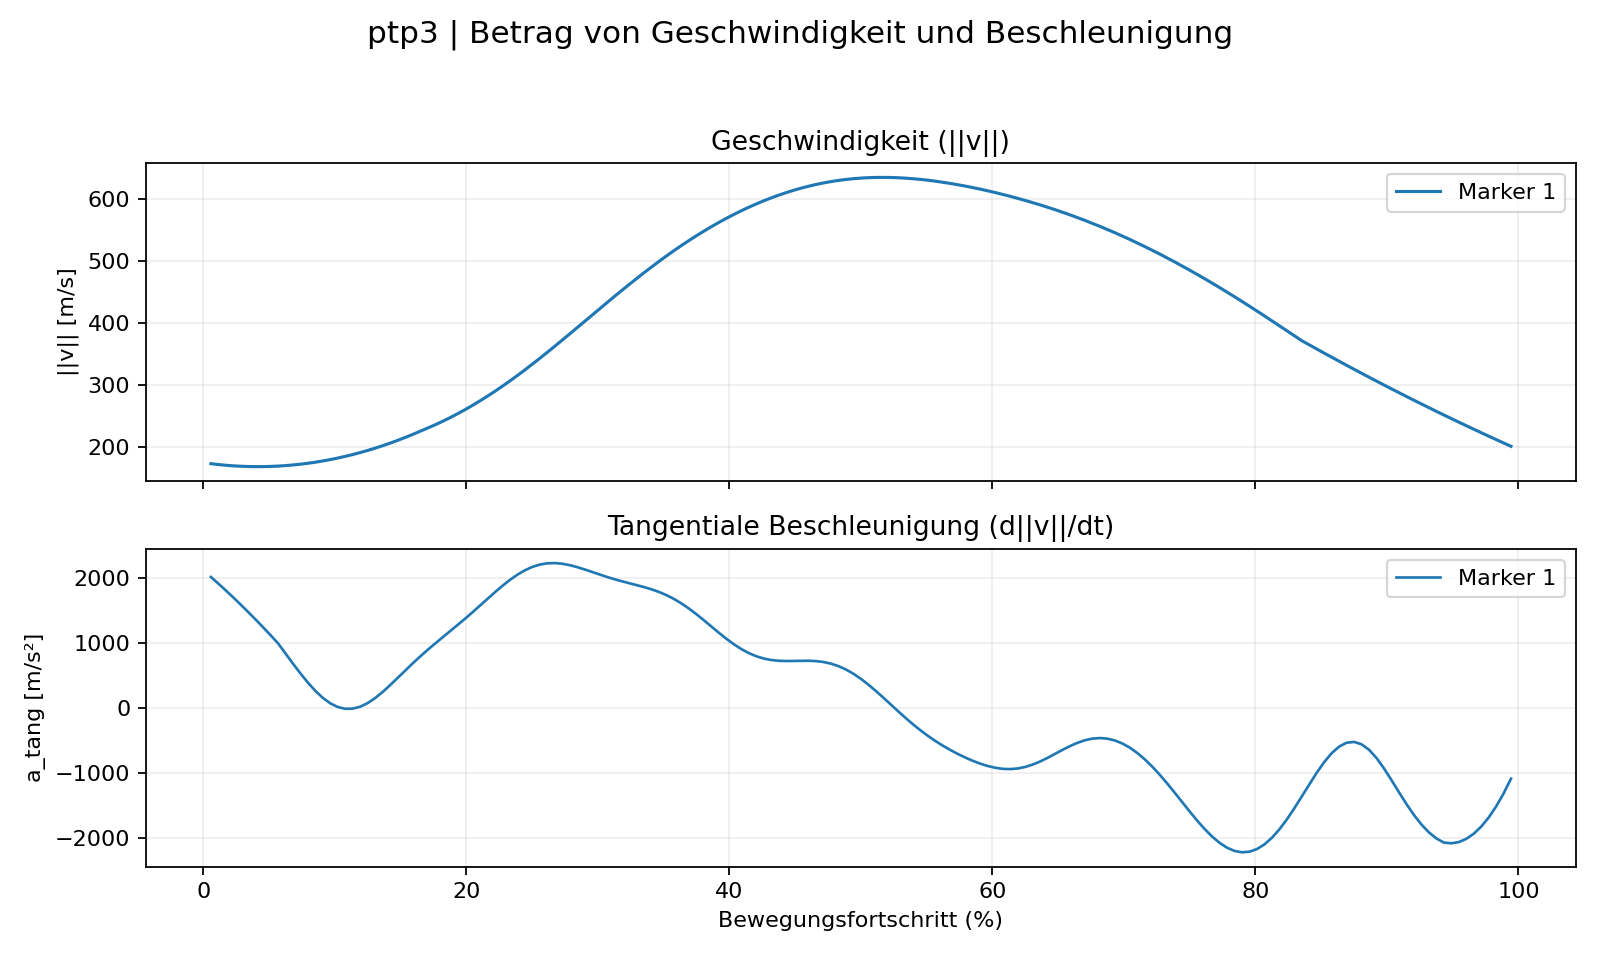 ptp3 | Betrag von Geschwindigkeit und Beschleunigung
Geschwindigkeit (||v||)
||v|| [m/s]
600
500
400
300
200
Marker 1
Tangentiale Beschleunigung (d||v||/dt)
a_tang [m/s²]
2000
1000
0
−1000
−2000
Marker 1
0 20 40 60 80 100
Bewegungsfortschritt (%)